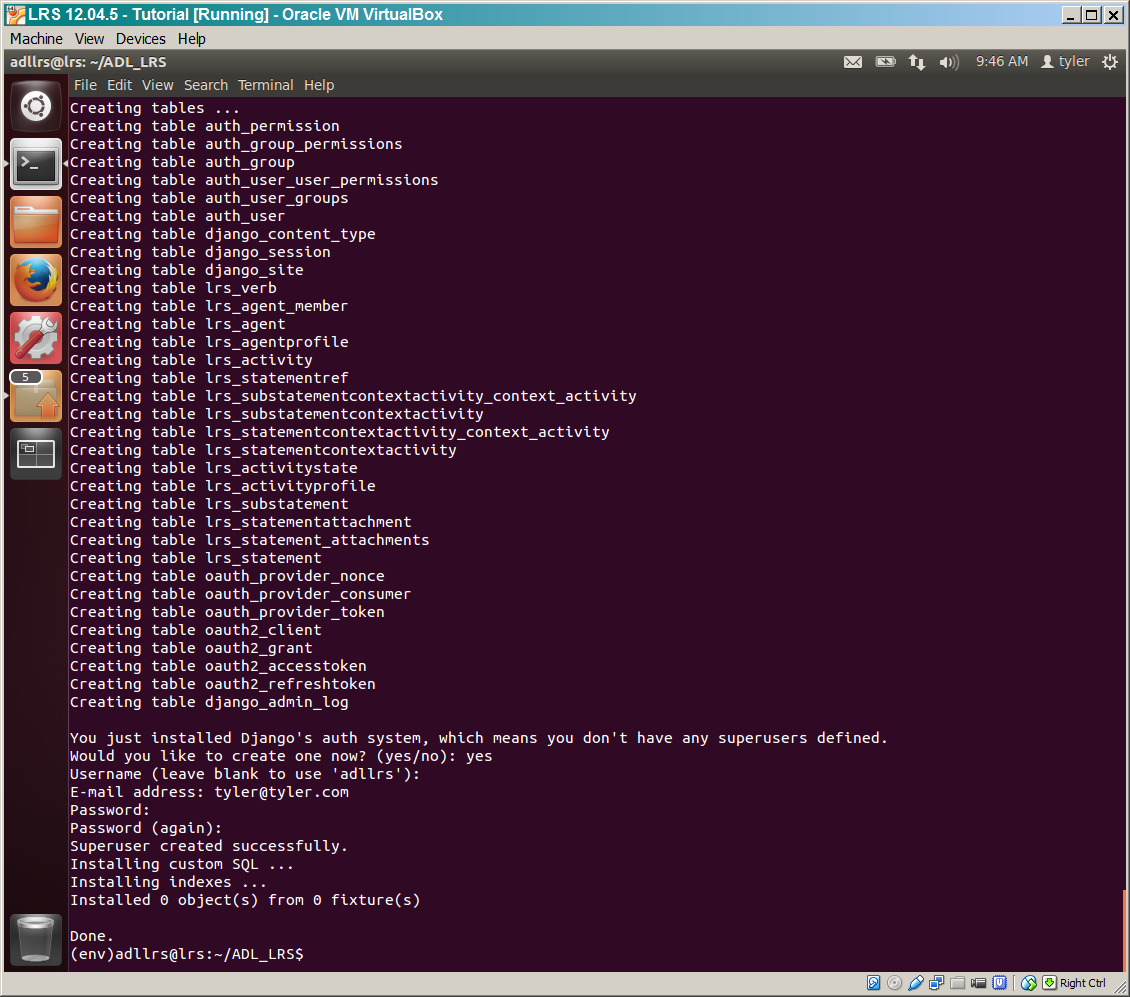 LRS 12.04.5 - Tutorial [Running] - Oracle VM VirtualBox
Machine View Devices Help
adllrs@lrs: ~/ADL_LRS 9:46 AM tyler
File Edit View Search Terminal Help
Creating tables ...
Creating table auth_permission
Creating table auth_group_permissions
Creating table auth_group
Creating table auth_user_user_permissions
Creating table auth_user_groups
Creating table auth_user
Creating table django_content_type
Creating table django_session
Creating table django_site
Creating table lrs_verb
Creating table lrs_agent_member
Creating table lrs_agent
Creating table lrs_agentprofile
Creating table lrs_activity
Creating table lrs_statementref
Creating table lrs_substatementcontextactivity_context_activity
Creating table lrs_substatementcontextactivity
Creating table lrs_statementcontextactivity_context_activity
Creating table lrs_statementcontextactivity
Creating table lrs_activitystate
Creating table lrs_activityprofile
Creating table lrs_substatement
Creating table lrs_statementattachment
Creating table lrs_statement_attachments
Creating table lrs_statement
Creating table oauth_provider_nonce
Creating table oauth_provider_consumer
Creating table oauth_provider_token
Creating table oauth2_client
Creating table oauth2_grant
Creating table oauth2_accesstoken
Creating table oauth2_refreshtoken
Creating table django_admin_log
You just installed Django's auth system, which means you don't have any superusers defined.
Would you like to create one now? (yes/no): yes
Username (leave blank to use 'adllrs'):
E-mail address: tyler@tyler.com
Password:
Password (again):
Superuser created successfully.
Installing custom SQL ...
Installing indexes ...
Installed 0 object(s) from 0 fixture(s)
Done.
(env)adllrs@lrs:~/ADL_LRS$
5
Right Ctrl